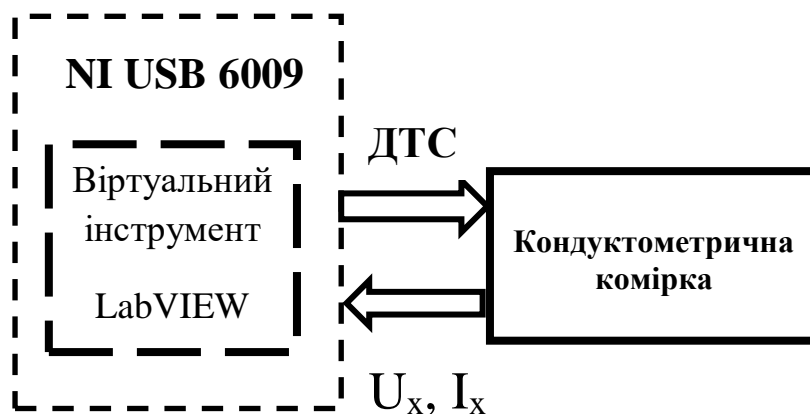 NI USB 6009
ДТС
Віртуальний
інструмент
LabVIEW
Кондуктометрична
комірка
Uₓ, Iₓ